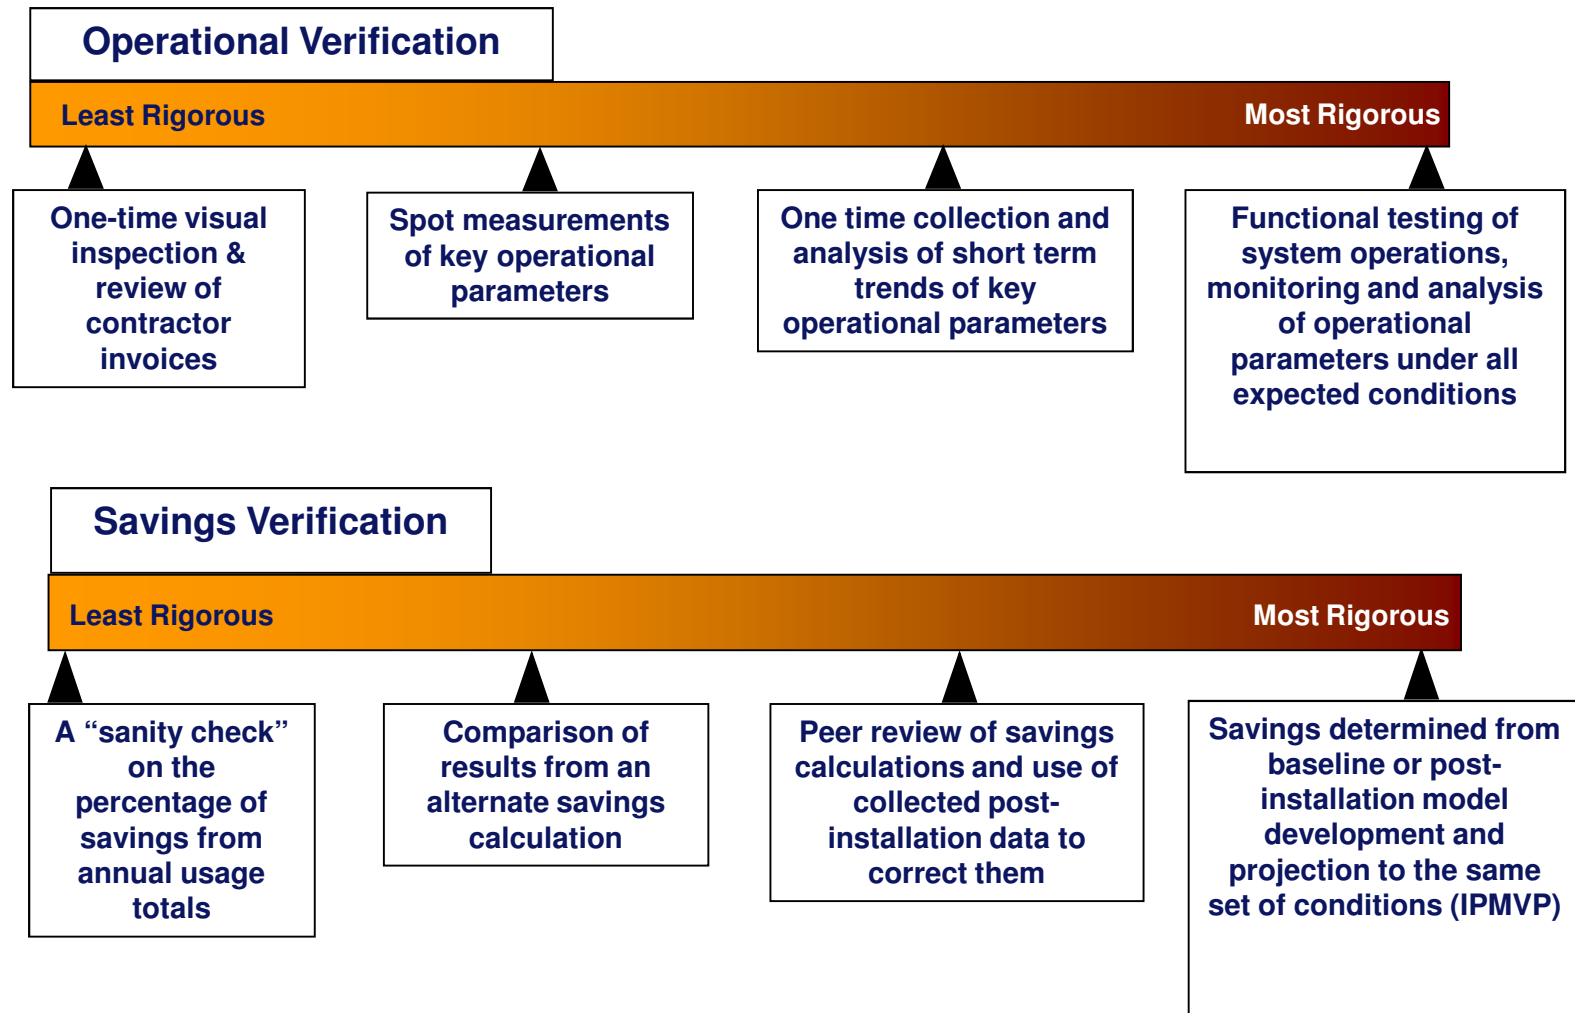 Operational Verification
Least Rigorous
Most Rigorous
One-time visual
inspection &
review of
contractor
invoices
Spot measurements
of key operational
parameters
One time collection and
analysis of short term
trends of key
operational parameters
Functional testing of
system operations,
monitoring and analysis
of operational
parameters under all
expected conditions
Savings Verification
Least Rigorous
Most Rigorous
A “sanity check”
on the
percentage of
savings from
annual usage
totals
Comparison of
results from an
alternate savings
calculation
Peer review of savings
calculations and use of
collected post-
installation data to
correct them
Savings determined from
baseline or post-
installation model
development and
projection to the same
set of conditions (IPMVP)